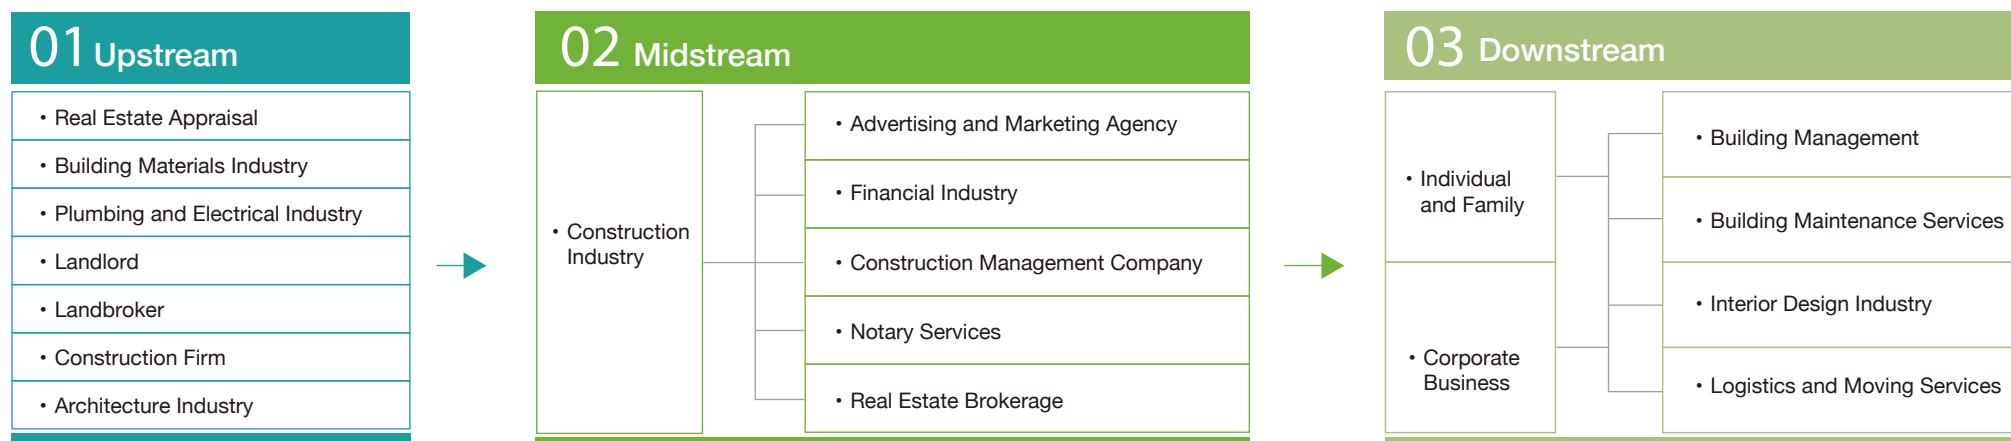 01 Upstream
• Real Estate Appraisal
• Building Materials Industry
• Plumbing and Electrical Industry
• Landlord
• Landbroker
• Construction Firm
• Architecture Industry
02 Midstream
• Construction
Industry
• Advertising and Marketing Agency
• Financial Industry
• Construction Management Company
• Notary Services
• Real Estate Brokerage
03 Downstream
• Individual
and Family
• Corporate
Business
• Building Management
• Building Maintenance Services
• Interior Design Industry
• Logistics and Moving Services